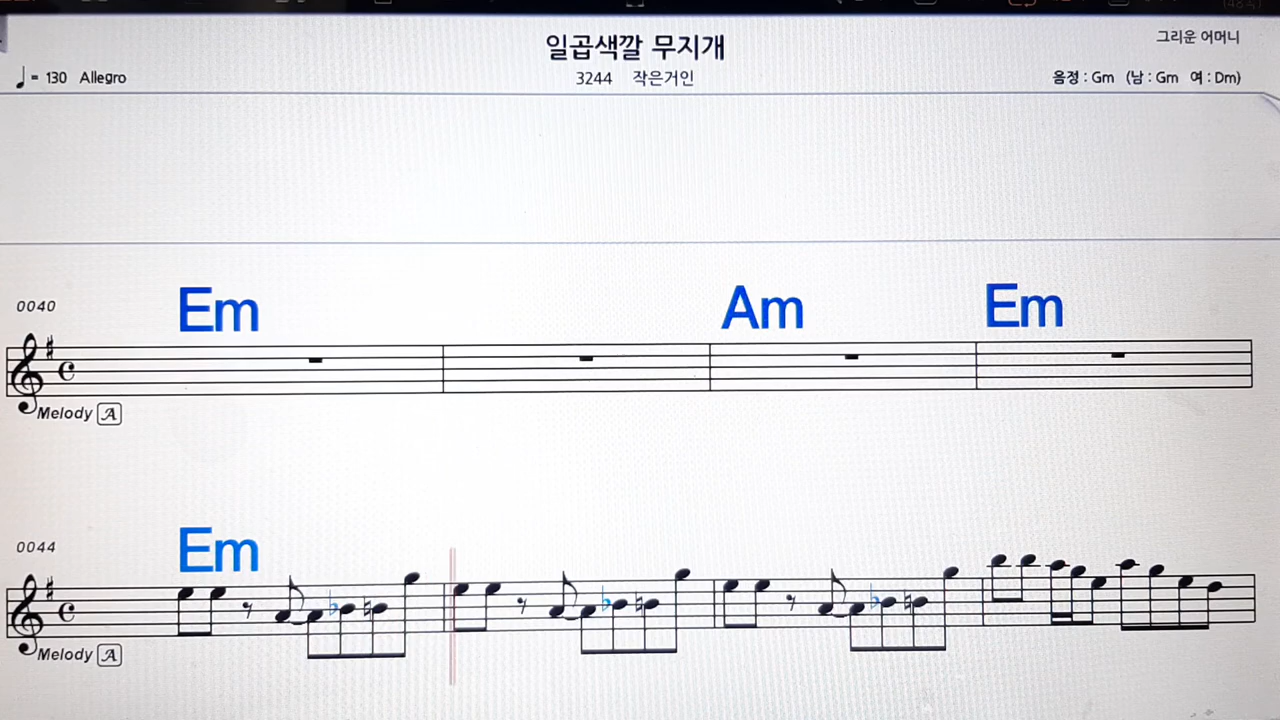 일곱색깔 무지개
그리운 어머니
♩= 130 Allegro
3244 작은거인
음정 : Gm (남 : Gm 여 : Dm)
0040
Em Am Em
Melody A
0044
Em
Melody A